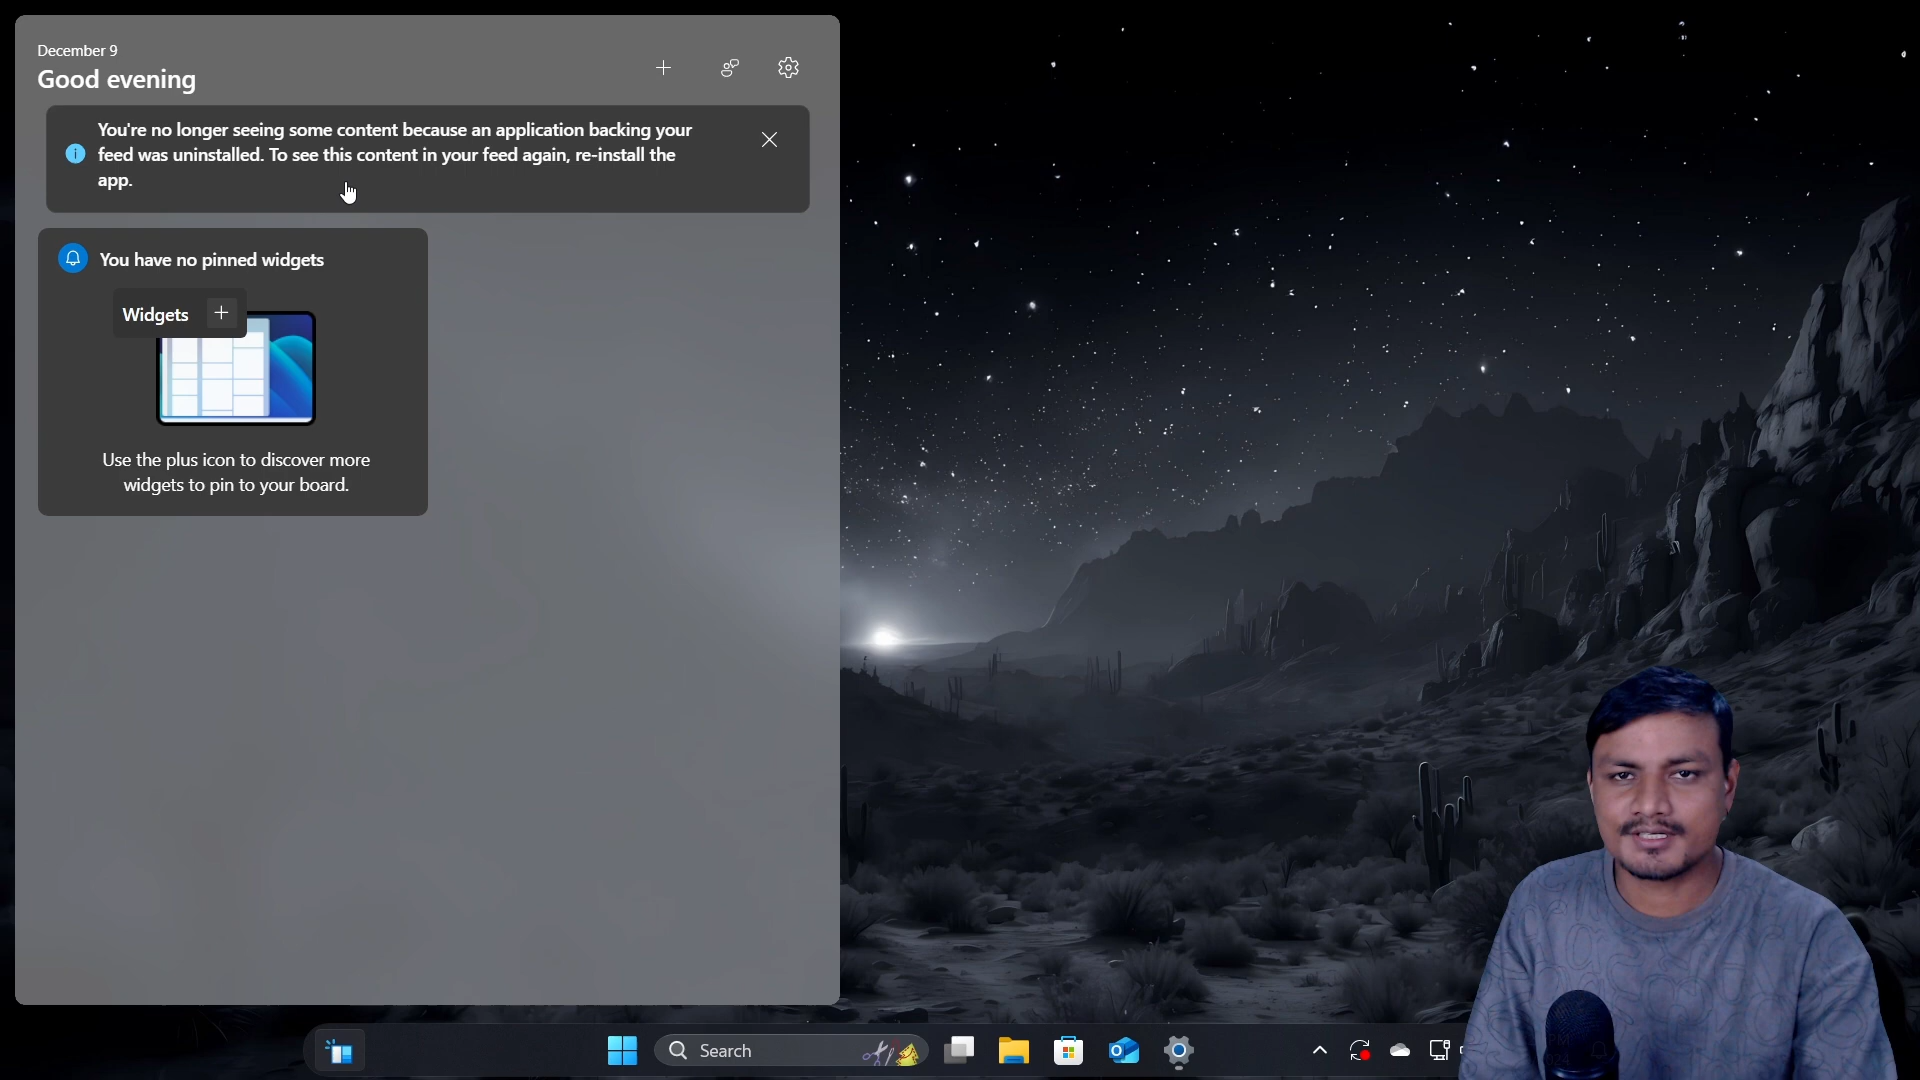 December 9
Good evening
You're no longer seeing some content because an application backing your
feed was uninstalled. To see this content in your feed again, re-install the
app.
You have no pinned widgets
Widgets
Use the plus icon to discover more
widgets to pin to your board.
Search